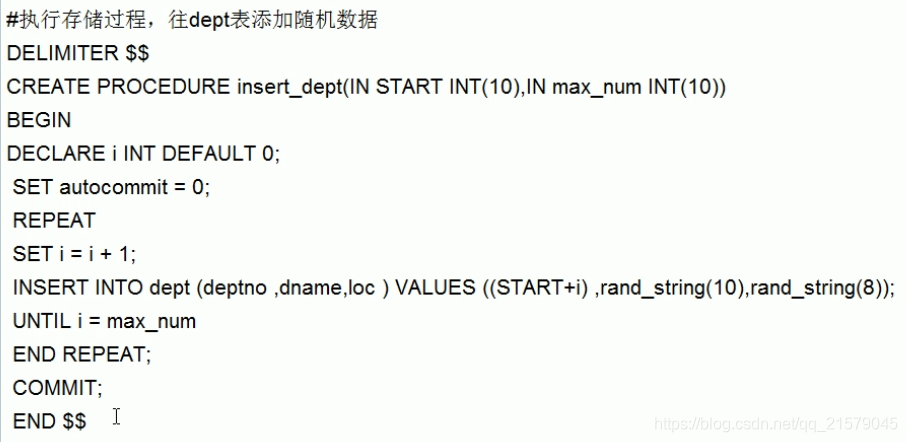 #执行存储过程，往dept表添加随机数据
DELIMITER $$
CREATE PROCEDURE insert_dept(IN START INT(10),IN max_num INT(10))
BEGIN
DECLARE i INT DEFAULT 0;
SET autocommit = 0;
REPEAT
SET i = i + 1;
INSERT INTO dept (deptno ,dname,loc ) VALUES ((START+i) ,rand_string(10),rand_string(8));
UNTIL i = max_num
END REPEAT;
COMMIT;
END $$
https://blog.csdn.net/qq_21579045